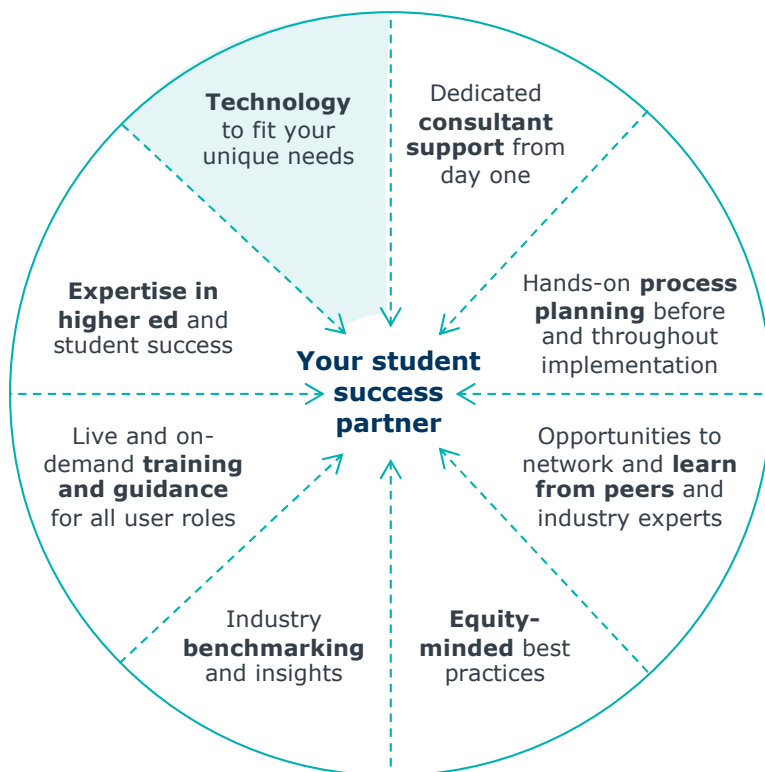 Technology
to fit your
unique needs
Dedicated
consultant
support from
day one
Hands-on process
planning before
and throughout
implementation
Opportunities to
network and learn
from peers and
industry experts
Equity-
minded best
practices
Industry
benchmarking
and insights
Live and on-
demand training
and guidance
for all user roles
Expertise in
higher ed and
student success
Your student
success
partner